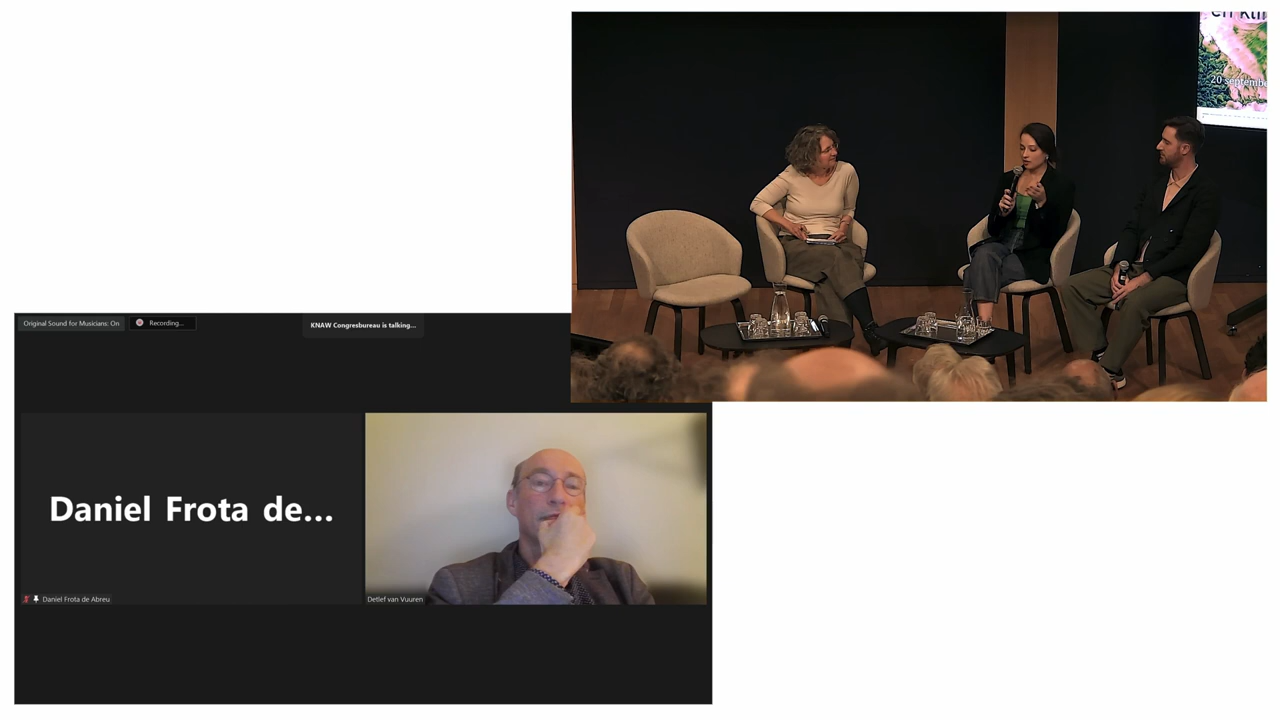 20 septembe
Original Sound for Musicians: On
Recording...
KNAW Congresbureau is talking...
Daniel Frota de...
Daniel Frota de Abreu
Detlef van Vuuren